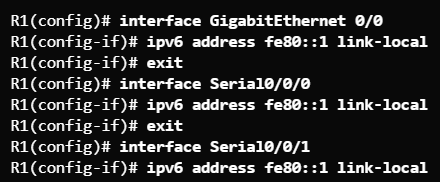 R1(config)# interface GigabitEthernet 0/0
R1(config-if)# ipv6 address fe80::1 link-local
R1(config-if)# exit
R1(config-if)# interface Serial0/0/0
R1(config-if)# ipv6 address fe80::1 link-local
R1(config-if)# exit
R1(config-if)# interface Serial0/0/1
R1(config-if)# ipv6 address fe80::1 link-local